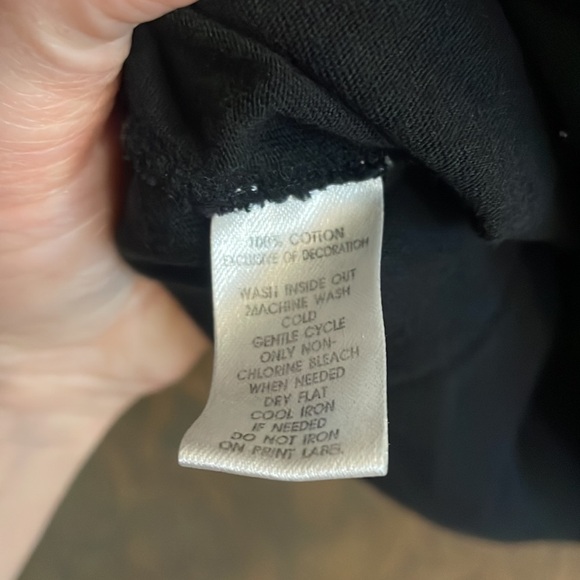 100% COTTON
EXCLUSIVE OF DECORATION
WASH INSIDE OUT
MACHINE WASH
COLD
GENTLE CYCLE
ONLY NON-
CHLORINE BLEACH
WHEN NEEDED
DRY FLAT
COOL IRON
IF NEEDED
DO NOT IRON
ON PRINT LABEL.